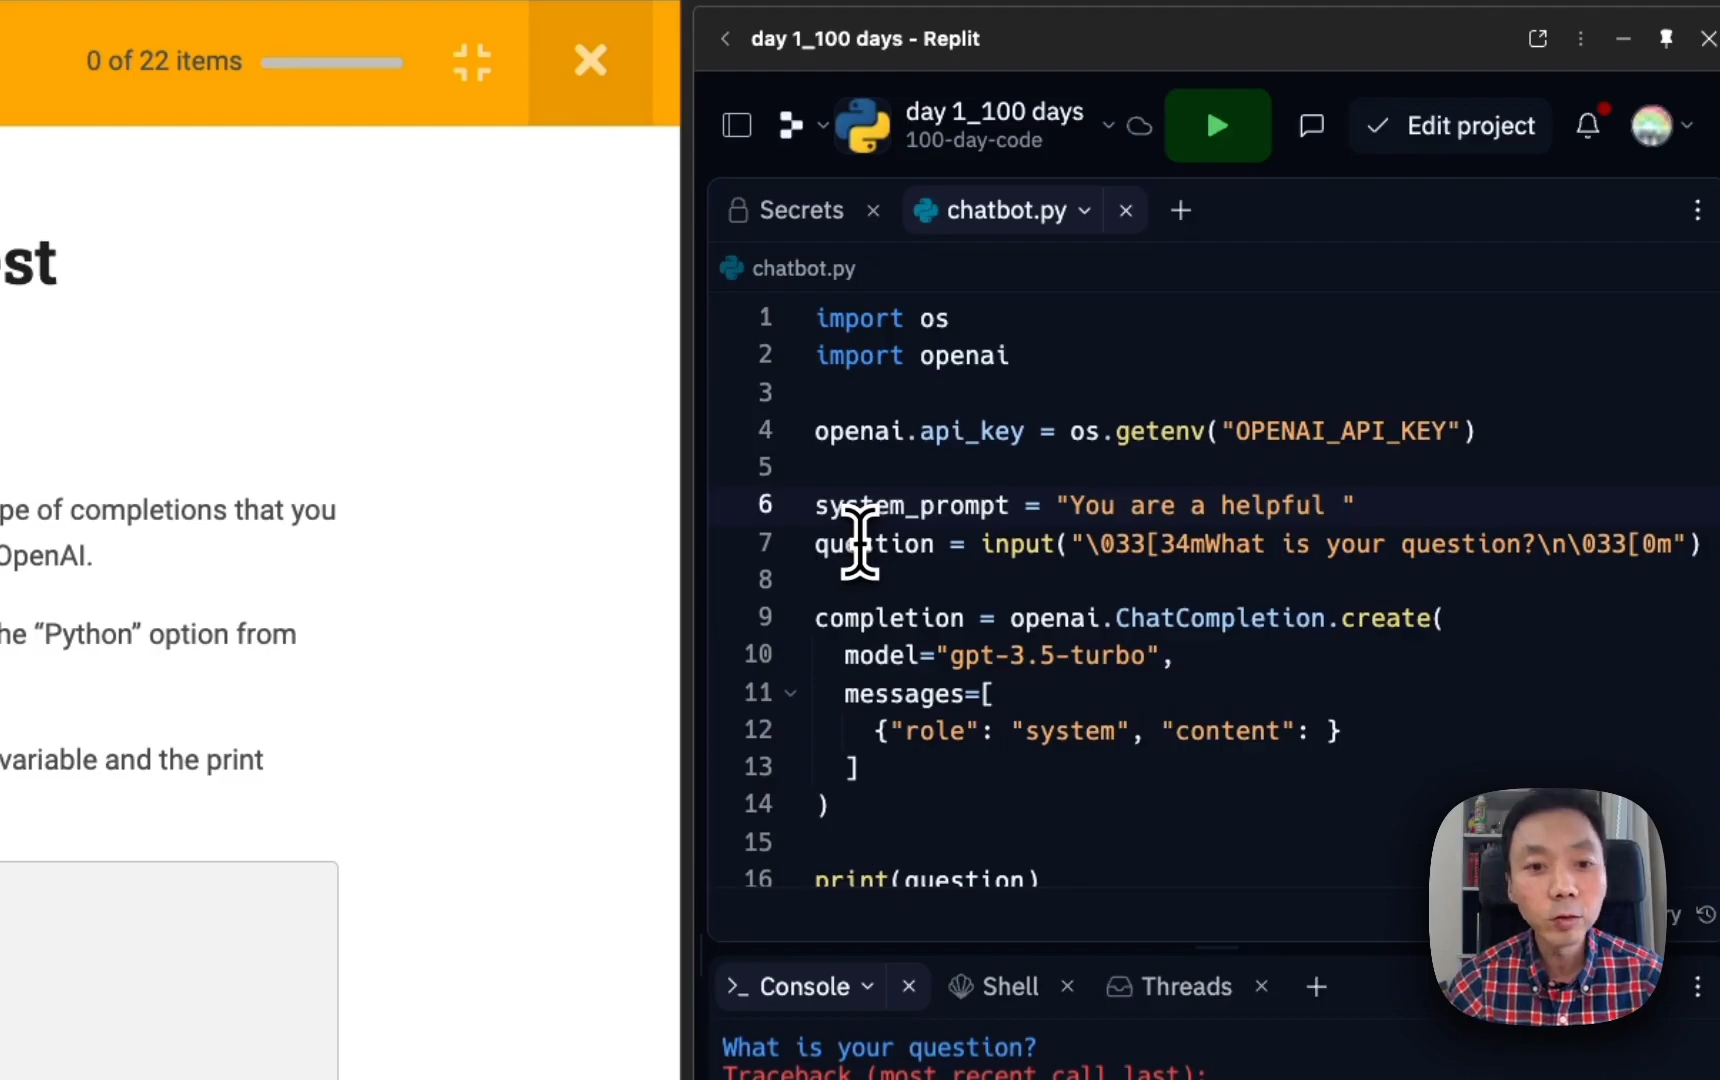 0 of 22 items
st
pe of completions that you
OpenAI.
he “Python” option from
variable and the print
day 1_100 days - Replit
day 1_100 days
100-day-code
Edit project
Secrets
chatbot.py
chatbot.py
1 import os
2 import openai
3
4 openai.api_key = os.getenv("OPENAI_API_KEY")
5
6 system_prompt = "You are a helpful "
7 question = input("\033[34mWhat is your question?\n\033[0m")
8
9 completion = openai.ChatCompletion.create(
10 model="gpt-3.5-turbo",
11 messages=[
12 {"role": "system", "content": }
13 ]
14 )
15
16 print(question)
ry
>_ Console
Shell
Threads
What is your question?
Traceback (most recent call last):